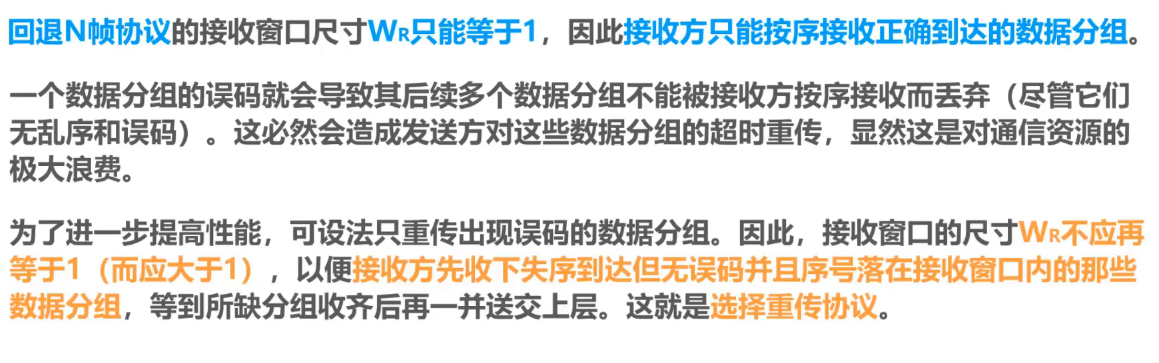 回退N帧协议的接收窗口尺寸WR只能等于1，因此接收方只能按序接收正确到达的数据分组。
一个数据分组的误码就会导致其后续多个数据分组不能被接收方按序接收而丢弃（尽管它们
无乱序和误码）。这必然会造成发送方对这些数据分组的超时重传，显然这是对通信资源的
极大浪费。
为了进一步提高性能，可设法只重传出现误码的数据分组。因此，接收窗口的尺寸WR不应再
等于1（而应大于1），以便接收方先收下失序到达但无误码并且序号落在接收窗口内的那些
数据分组，等到所缺分组收齐后再一并送交上层。这就是选择重传协议。